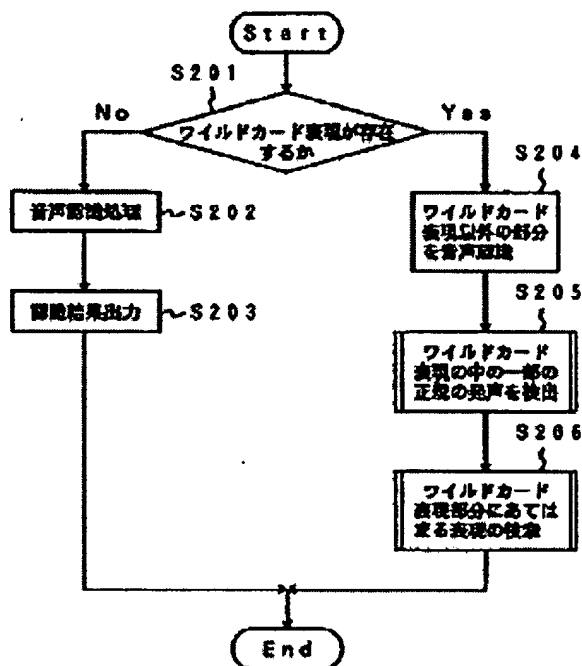 Start
S201
No
Yes
ワイルドカード表現が存在
するか
S204
音声認識処理
S202
ワイルドカード
表現以外の部分
を音声認識
認識結果出力
S203
S205
ワイルドカード
表現の中の一部の
正規の発声を検出
S206
ワイルドカード
表現部分にあては
まる表現の検索
End